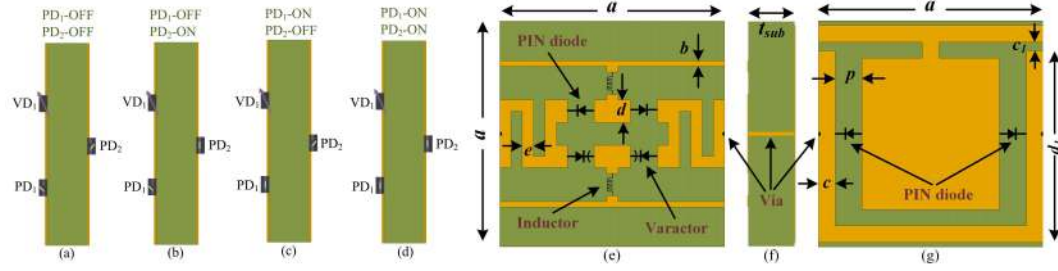 PD1-OFF
PD2-OFF
VD1
PD2
PD1
(a)
PD1-OFF
PD2-ON
VD1
PD2
PD1
(b)
PD1-ON
PD2-OFF
VD1
PD2
PD1
(c)
PD1-ON
PD2-ON
VD1
PD2
PD1
(d)
a
a
PIN diode
b
d
e
Inductor
Varactor
(e)
tsub
Via
(f)
a
c1
p
d1
c
PIN diode
(g)